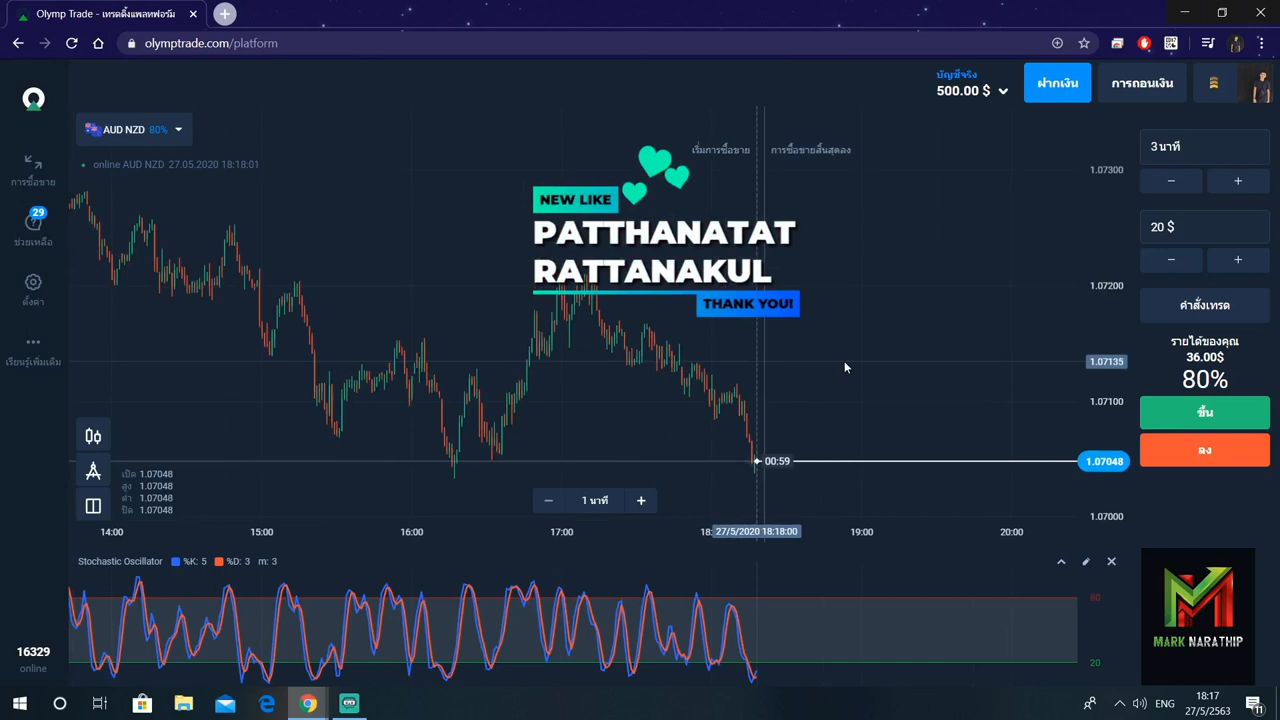 Olymp Trade - เทรดดิ้งแพลทฟอร์ม
olymptrade.com/platform
บัญชีจริง
500.00 $
ฝากเงิน
การถอนเงิน
AUD NZD 80%
online AUD NZD 27.05.2020 18:18:01
การซื้อขาย
29
ช่วยเหลือ
ตั้งค่า
เรียนรู้เพิ่มเติม
เริ่มการซื้อขาย
การซื้อขายสิ้นสุดลง
NEW LIKE
PATTHANATAT
RATTANAKUL
THANK YOU!
1.07300
1.07200
1.07135
1.07100
1.07048
1.07000
00:59
3 นาที
20 $
คำสั่งเทรด
รายได้ของคุณ
36.00$
80%
ขึ้น
ลง
เปิด 1.07048
สูง 1.07048
ต่ำ 1.07048
ปิด 1.07048
1 นาที
14:00 15:00 16:00 17:00 18: 27/5/2020 18:18:00 19:00 20:00
Stochastic Oscillator %K: 5 %D: 3 m: 3
80
20
MARK NARATHIP
16329
online
ENG
18:17
27/5/2563
11